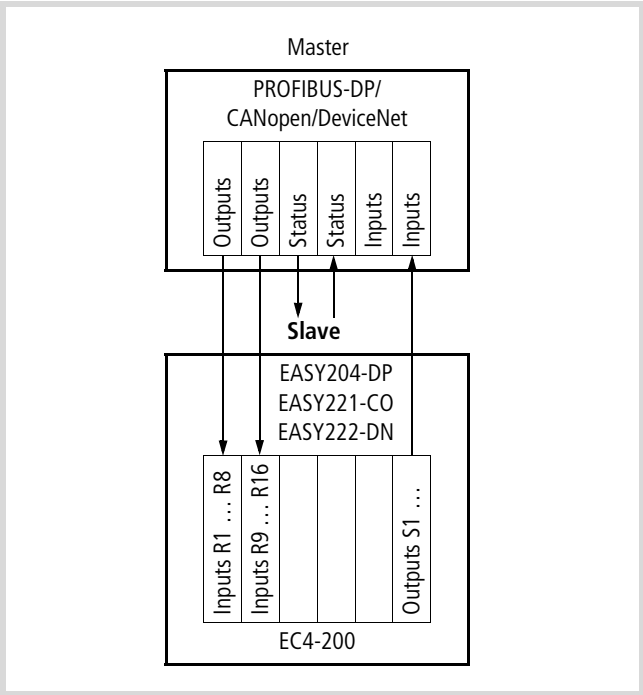 Master
PROFIBUS-DP/
CANopen/DeviceNet
Outputs
Outputs
Status
Status
Inputs
Inputs
Slave
EASY204-DP
EASY221-CO
EASY222-DN
Inputs R1 … R8
Inputs R9 … R16
Outputs S1 …
EC4-200